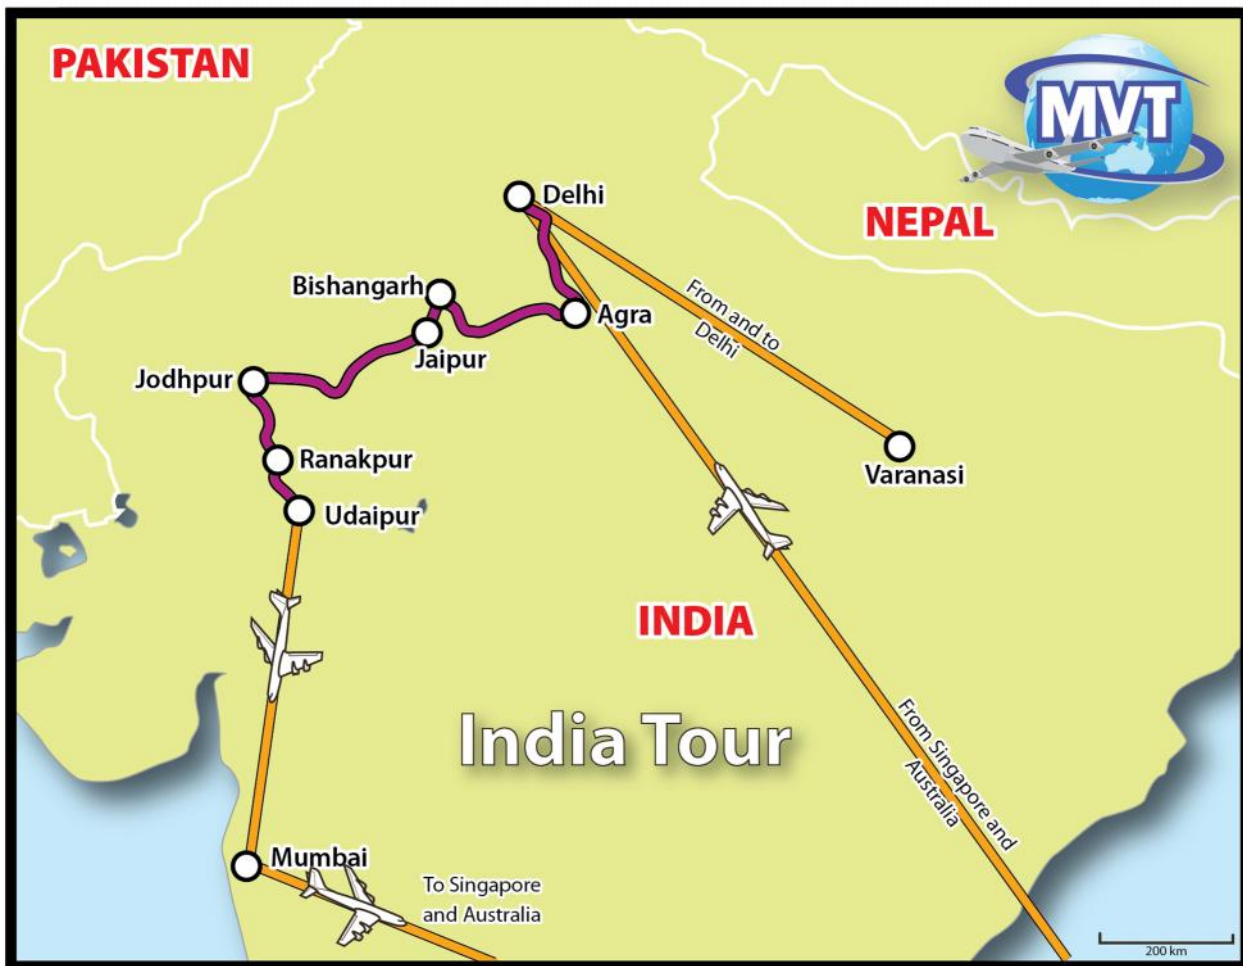 PAKISTAN
MVT
Delhi
NEPAL
Bishangarh
From and to
Delhi
Agra
Jaipur
Jodhpur
Ranakpur
Varanasi
Udaipur
INDIA
India Tour
From Singapore and
Australia
Mumbai
To Singapore
and Australia
200 km